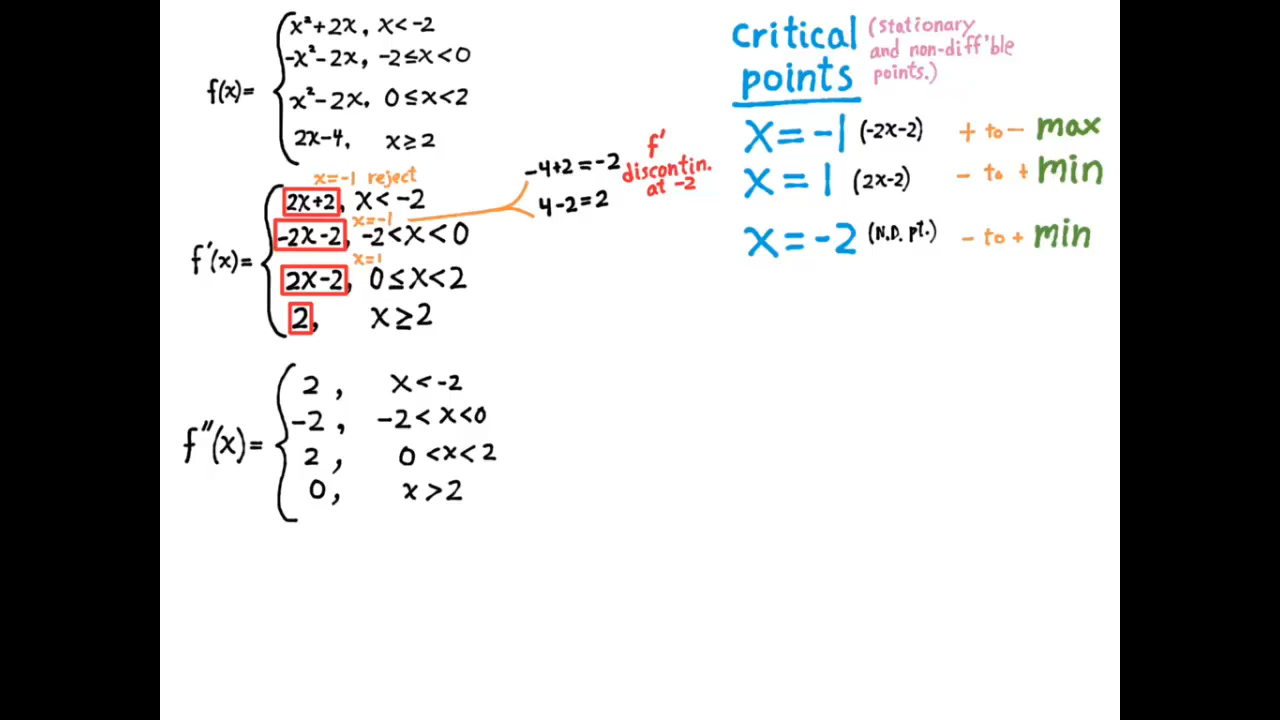 f(x)= { x²+2x, x<-2
-x²-2x, -2≤x<0
x²-2x, 0≤x<2
2x-4, x≥2
x=-1 reject
f'(x)= { 2x+2, x<-2
x=-1
-2x-2, -2<x<0
x=1
2x-2, 0≤x<2
2, x≥2
-4+2=-2
4-2=2
f'
discontin.
at -2
f''(x)= { 2, x<-2
-2, -2<x<0
2, 0<x<2
0, x>2
critical
points
(stationary
and non-diff'ble
points.)
x=-1 (-2x-2) + to - max
x=1 (2x-2) - to + min
x=-2 (N.D. pt.) - to + min